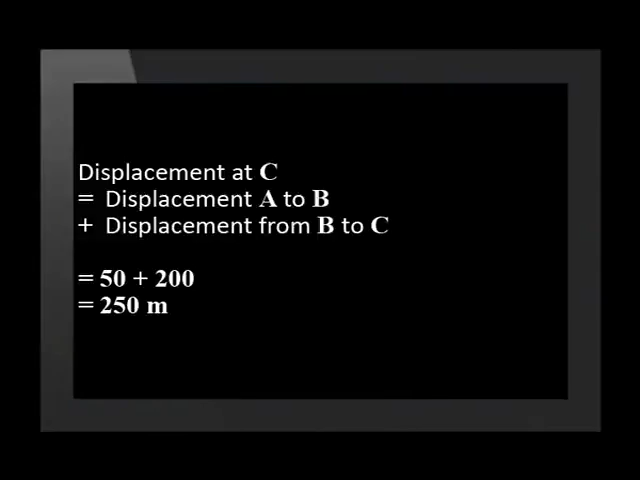 Displacement at C
= Displacement A to B
+ Displacement from B to C
= 50 + 200
= 250 m